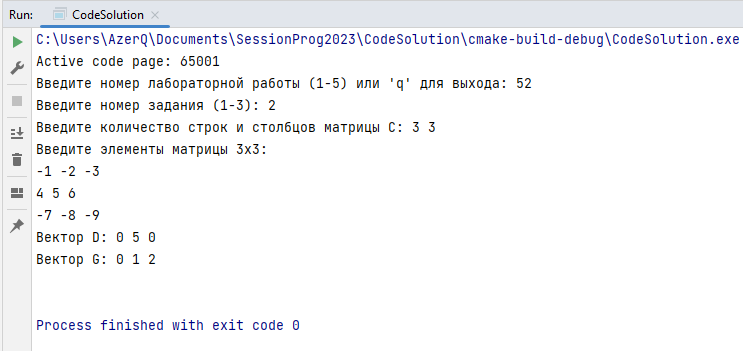 Run: CodeSolution
C:\Users\AzerQ\Documents\SessionProg2023\CodeSolution\cmake-build-debug\CodeSolution.exe
Active code page: 65001
Введите номер лабораторной работы (1-5) или 'q' для выхода: 52
Введите номер задания (1-3): 2
Введите количество строк и столбцов матрицы C: 3 3
Введите элементы матрицы 3x3:
-1 -2 -3
4 5 6
-7 -8 -9
Вектор D: 0 5 0
Вектор G: 0 1 2
Process finished with exit code 0